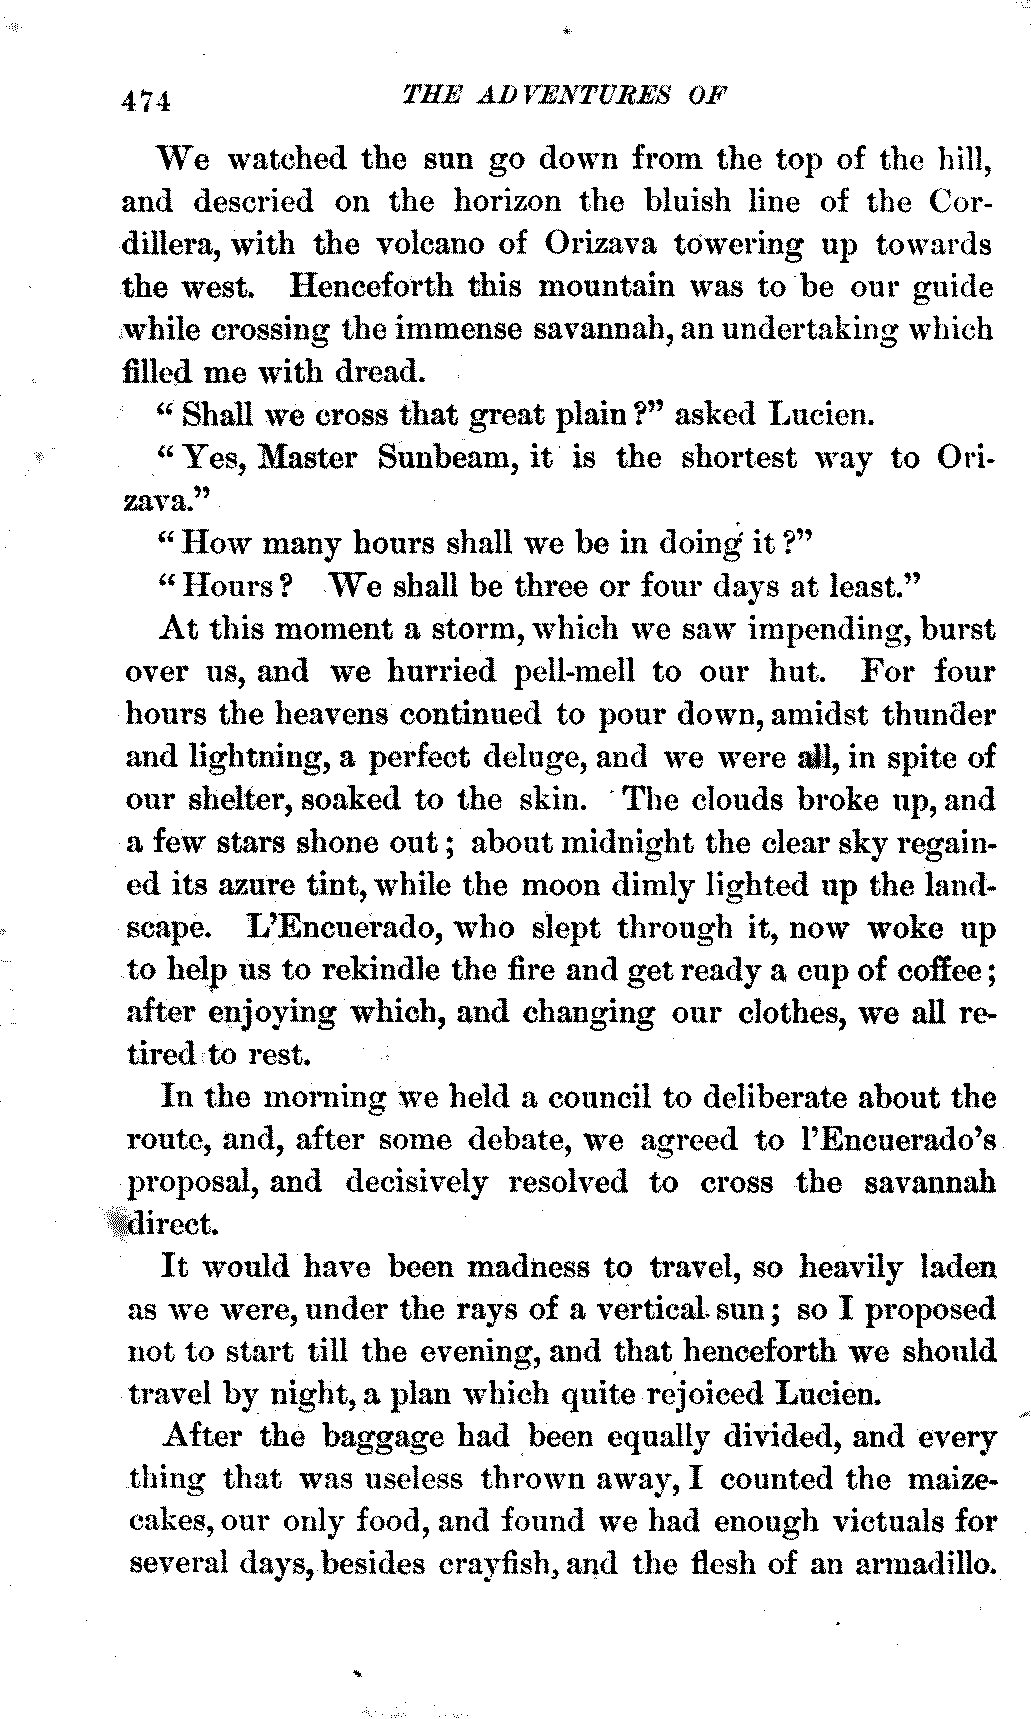 474 THE ADVENTURES OF
We watched the sun go down from the top of the hill,
and descried on the horizon the bluish line of the Cor-
dillera, with the volcano of Orizava towering up towards
the west. Henceforth this mountain was to be our guide
while crossing the immense savannah, an undertaking which
filled me with dread.
"Shall we cross that great plain?" asked Lucien.
"Yes, Master Sunbeam, it is the shortest way to Ori-
zava."
"How many hours shall we be in doing it?"
"Hours? We shall be three or four days at least."
At this moment a storm, which we saw impending, burst
over us, and we hurried pell-mell to our hut. For four
hours the heavens continued to pour down, amidst thunder
and lightning, a perfect deluge, and we were all, in spite of
our shelter, soaked to the skin. The clouds broke up, and
a few stars shone out; about midnight the clear sky regain-
ed its azure tint, while the moon dimly lighted up the land-
scape. L'Encuerado, who slept through it, now woke up
to help us to rekindle the fire and get ready a cup of coffee;
after enjoying which, and changing our clothes, we all re-
tired to rest.
In the morning we held a council to deliberate about the
route, and, after some debate, we agreed to l'Encuerado's
proposal, and decisively resolved to cross the savannah
direct.
It would have been madness to travel, so heavily laden
as we were, under the rays of a vertical sun; so I proposed
not to start till the evening, and that henceforth we should
travel by night, a plan which quite rejoiced Lucien.
After the baggage had been equally divided, and every
thing that was useless thrown away, I counted the maize-
cakes, our only food, and found we had enough victuals for
several days, besides crayfish, and the flesh of an armadillo.